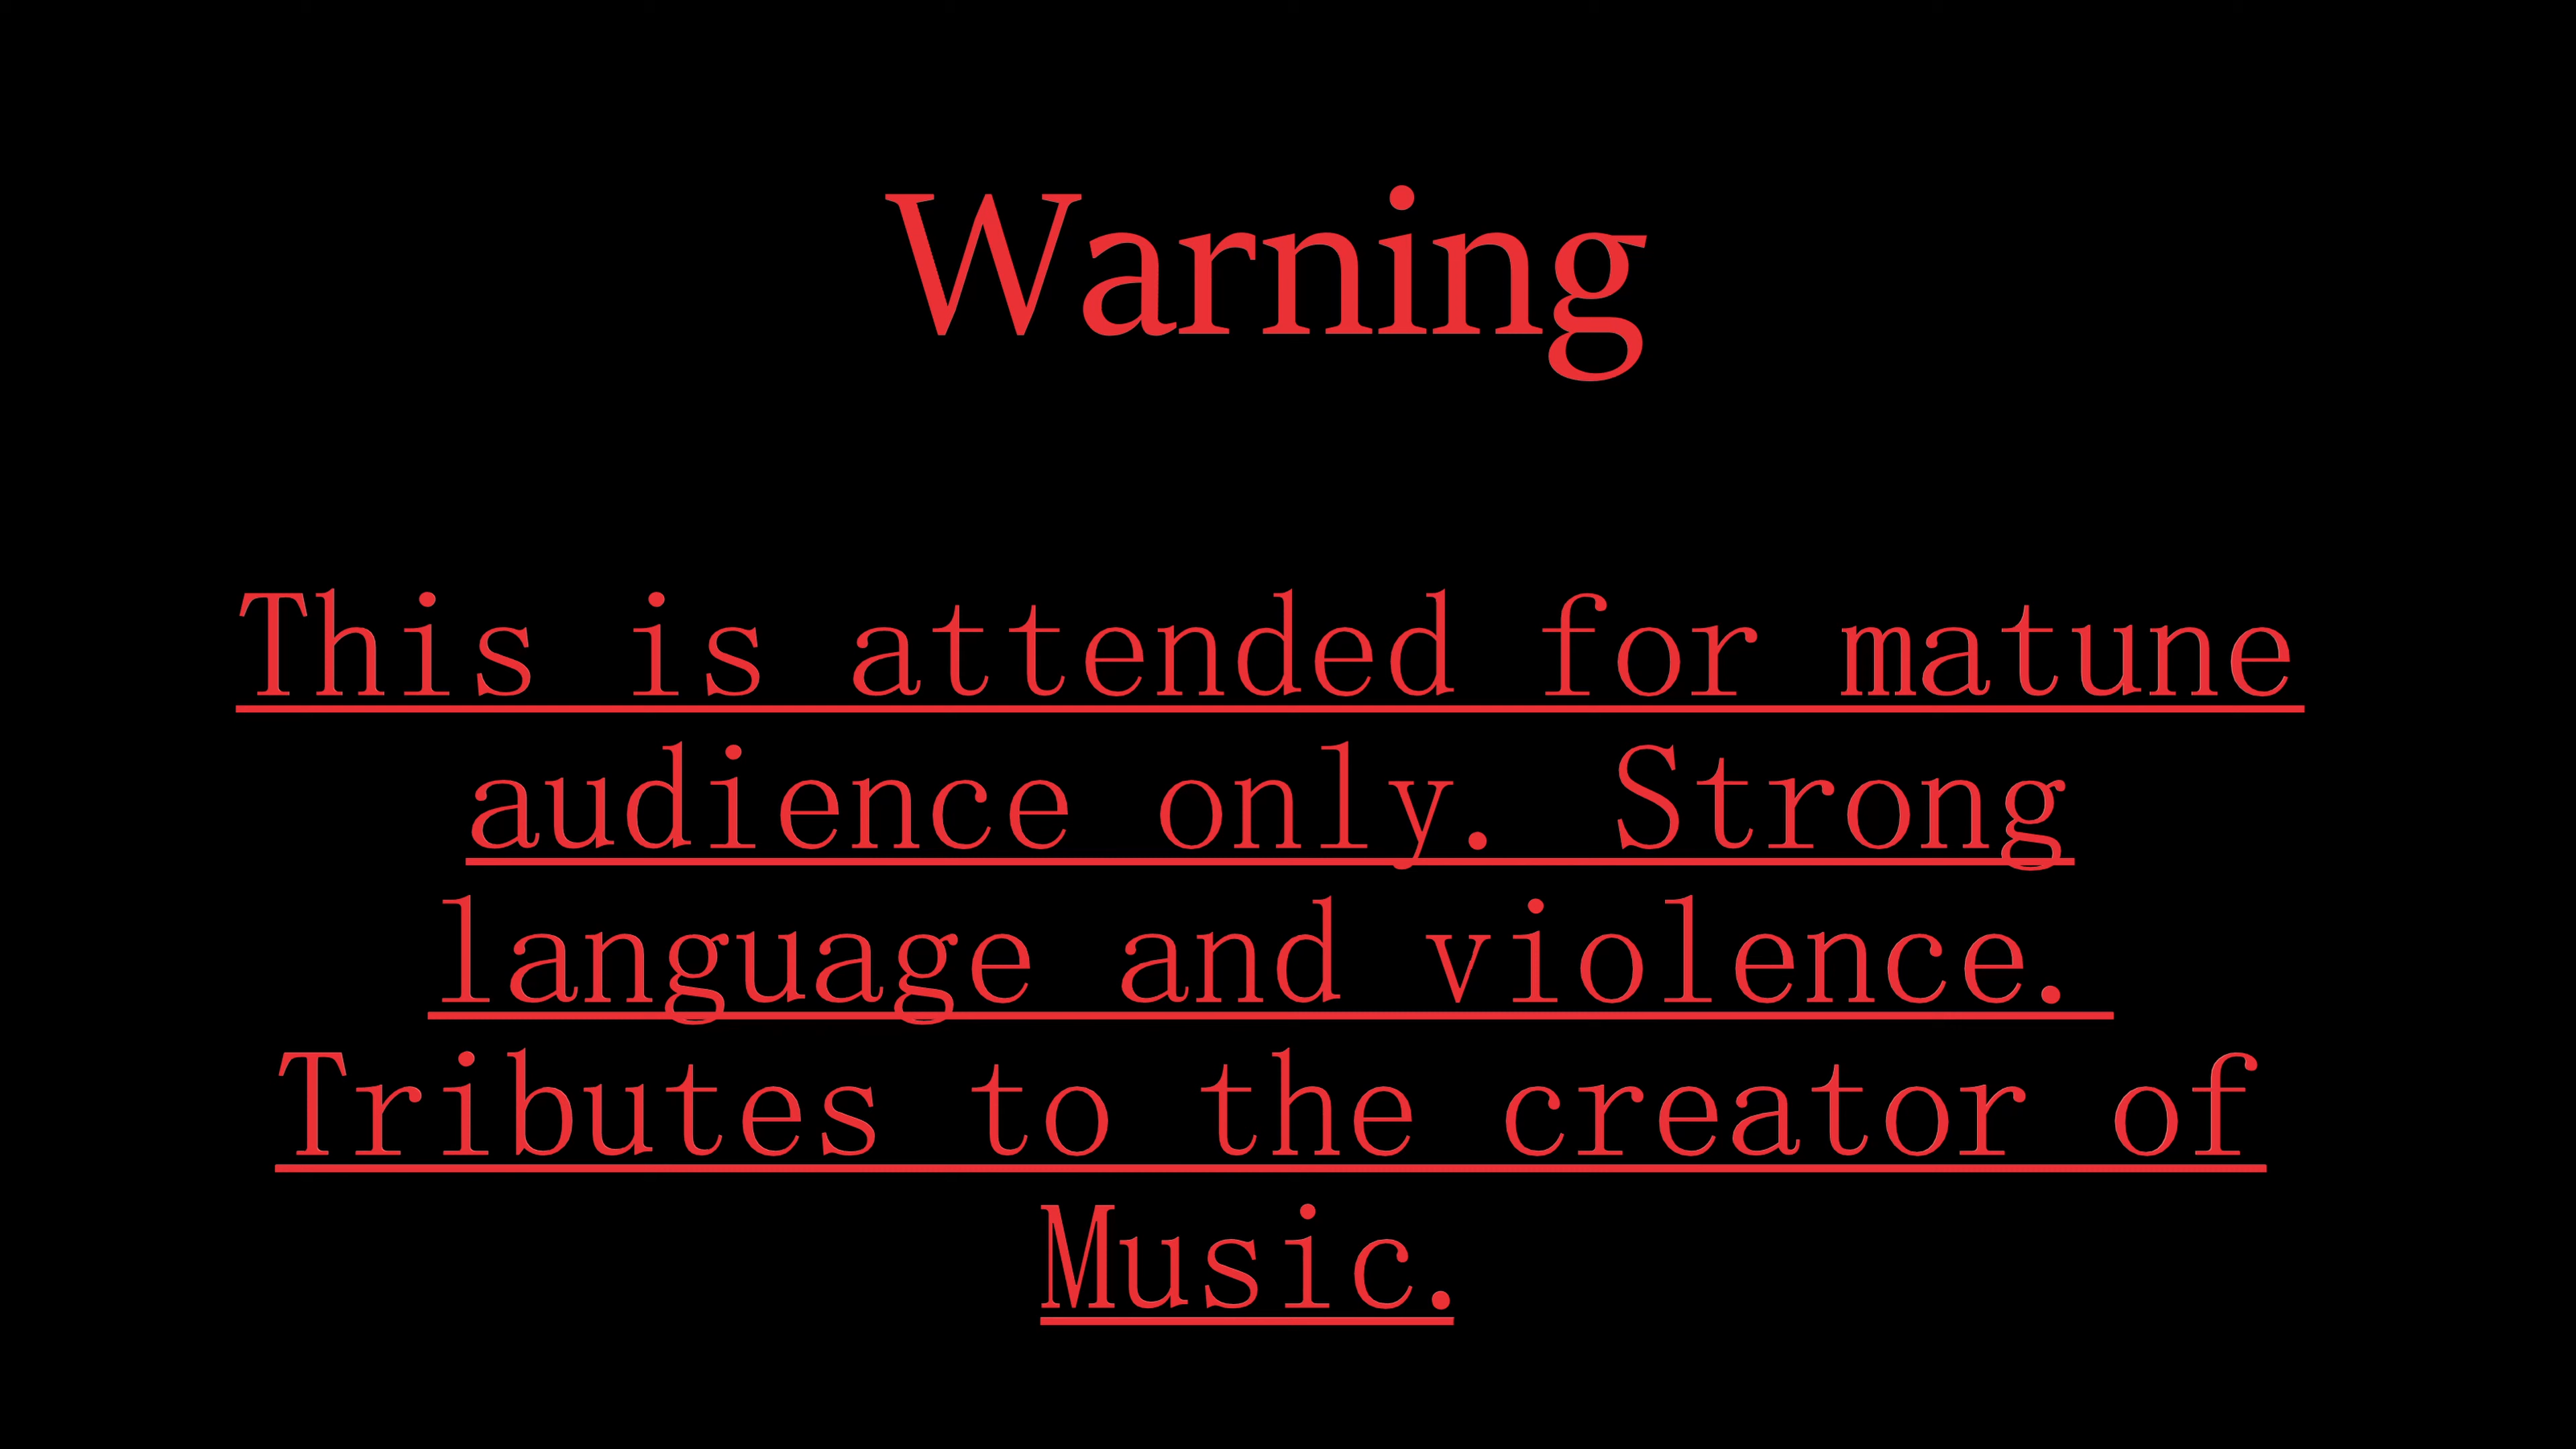 Warning
This is attended for matune
audience only. Strong
language and violence.
Tributes to the creator of
Music.